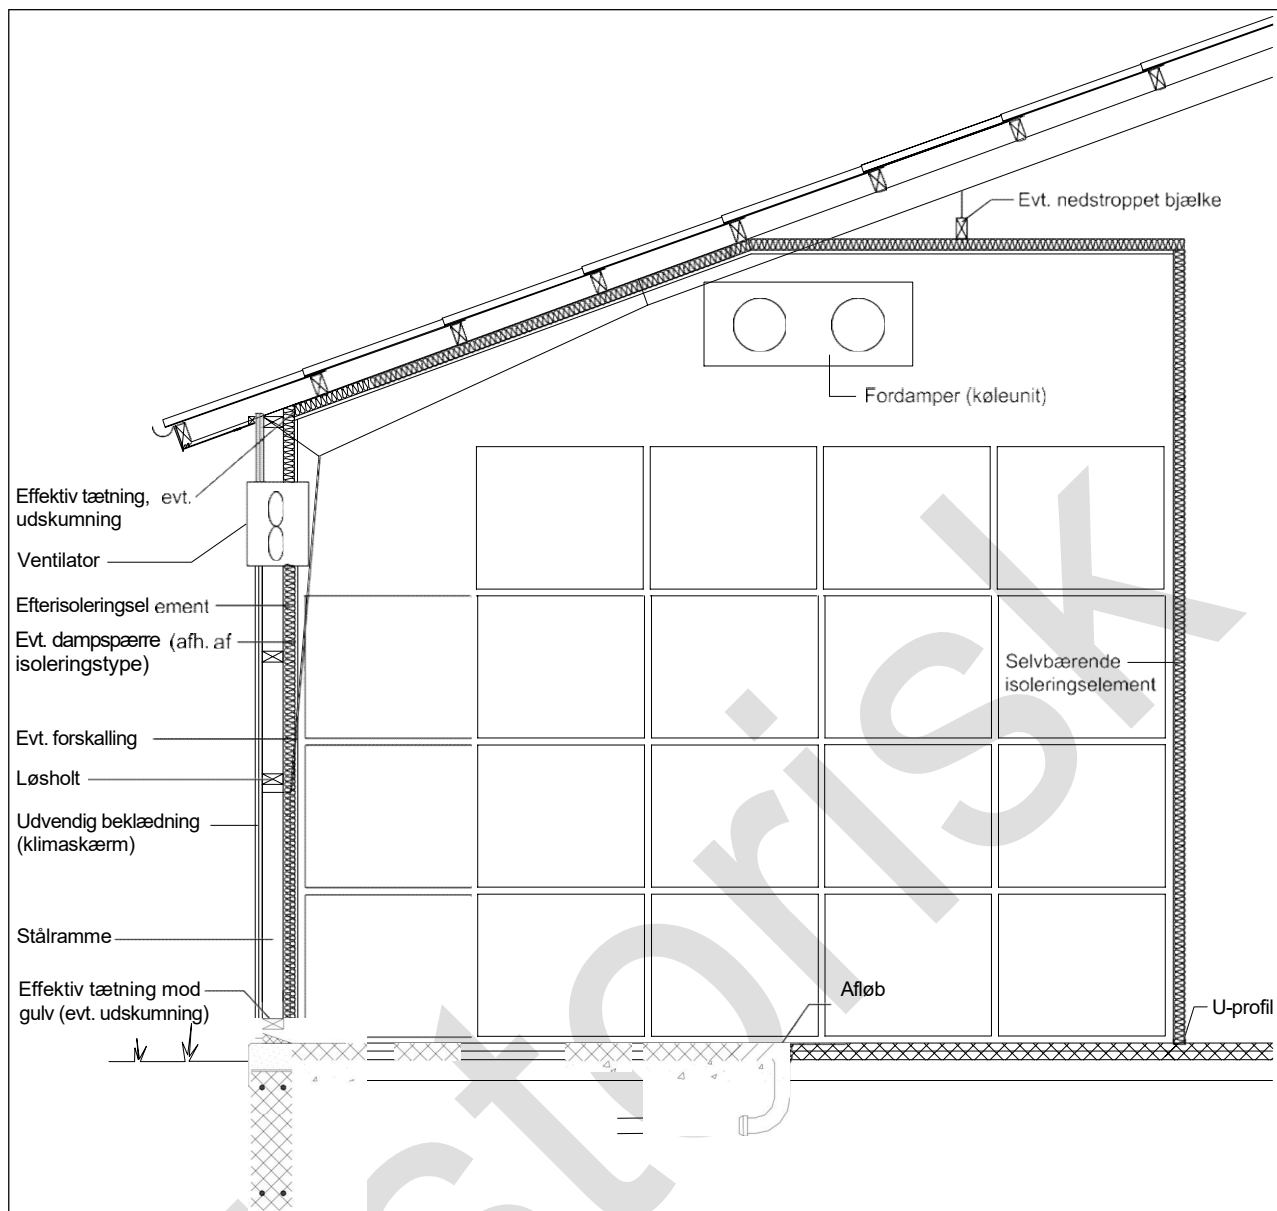 Evt. nedstroppet bjælke
Fordamper (køleunit)
Effektiv tætning, evt.
udskumning
Ventilator
Efterisoleringsel ement
Evt. dampspærre (afh. af
isoleringstype)
Selvbærende
isoleringselement
Evt. forskalling
Løsholt
Udvendig beklædning
(klimaskærm)
Stålramme
Effektiv tætning mod
gulv (evt. udskumning)
Afløb
U-profil
storisk